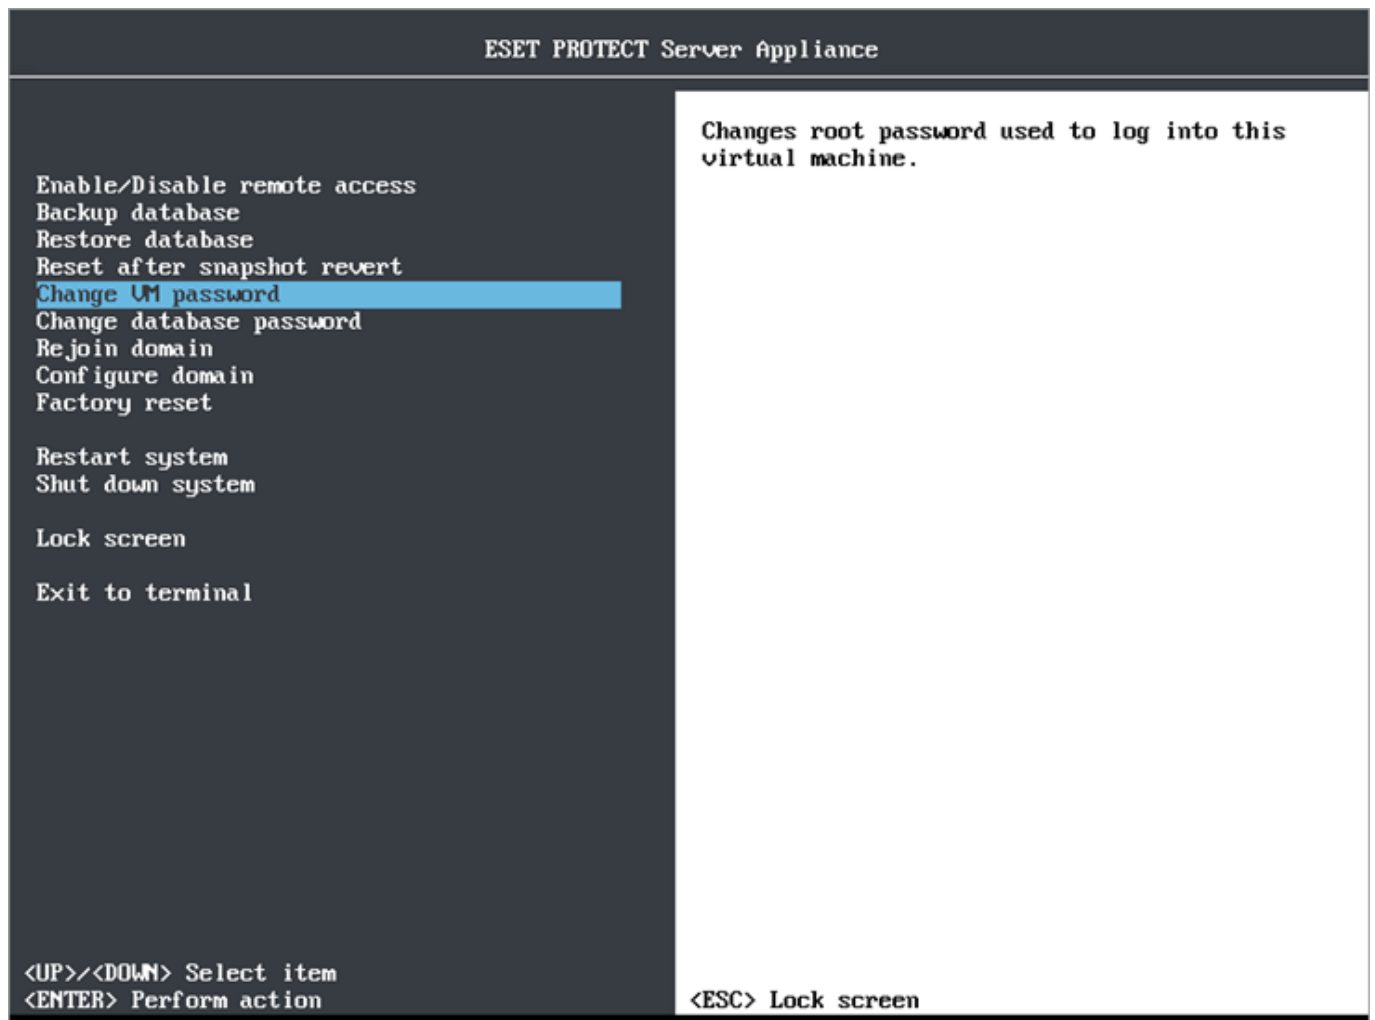 ESET PROTECT Server Appliance
Enable/Disable remote access
Backup database
Restore database
Reset after snapshot revert
Change VM password
Change database password
Rejoin domain
Configure domain
Factory reset
Restart system
Shut down system
Lock screen
Exit to terminal
<UP>/<DOWN> Select item
<ENTER> Perform action
Changes root password used to log into this
virtual machine.
<ESC> Lock screen